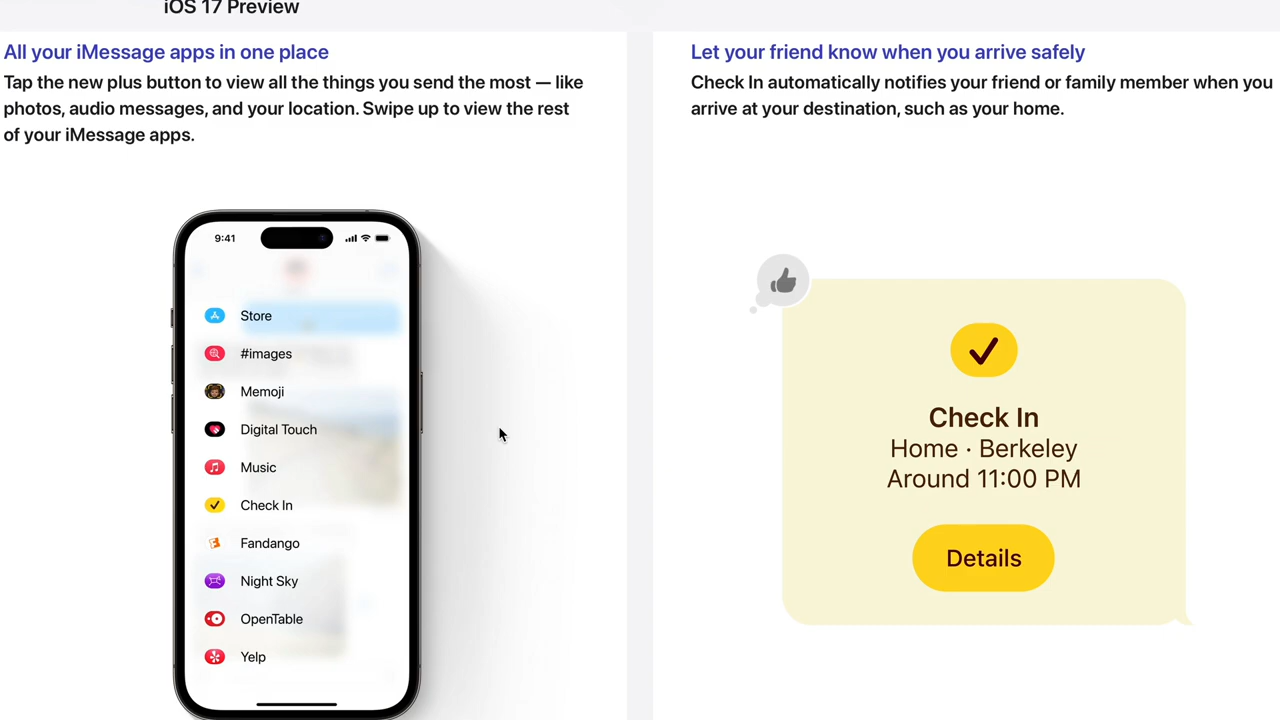 iOS 17 Preview
All your iMessage apps in one place
Tap the new plus button to view all the things you send the most — like
photos, audio messages, and your location. Swipe up to view the rest
of your iMessage apps.
9:41
Store
#images
Memoji
Digital Touch
Music
Check In
Fandango
Night Sky
OpenTable
Yelp
Let your friend know when you arrive safely
Check In automatically notifies your friend or family member when you
arrive at your destination, such as your home.
Check In
Home · Berkeley
Around 11:00 PM
Details